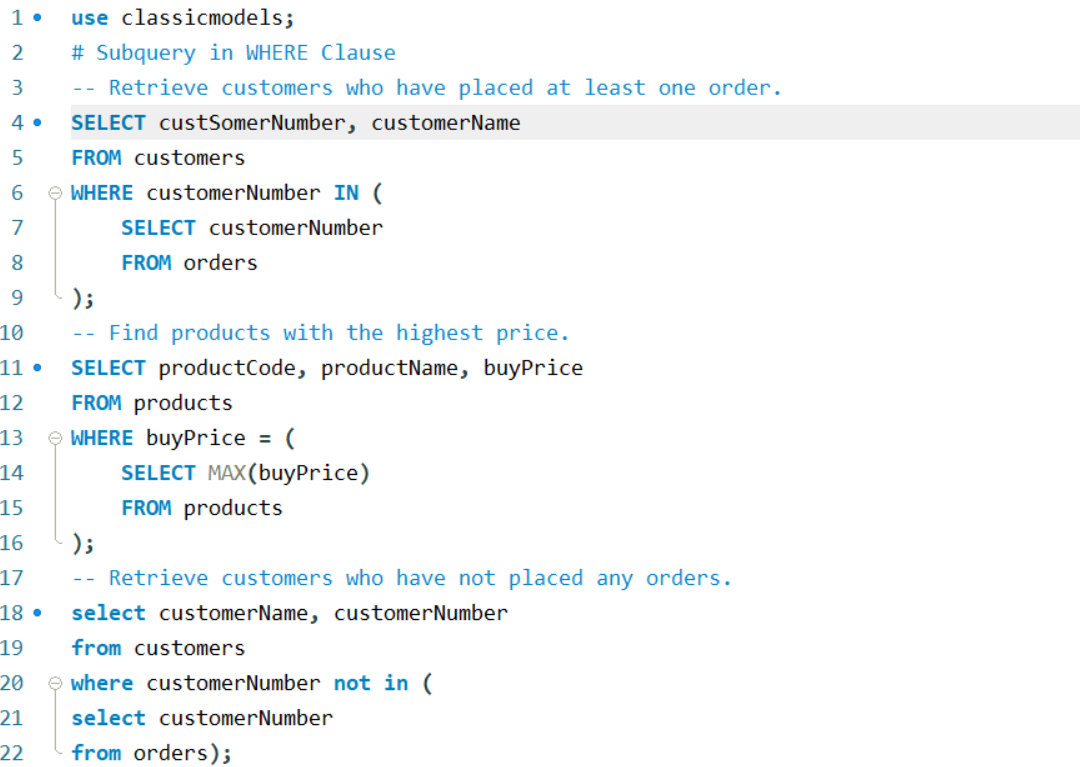 1 use classicmodels;
2 # Subquery in WHERE Clause
3 -- Retrieve customers who have placed at least one order.
4 SELECT custSomerNumber, customerName
5 FROM customers
6 WHERE customerNumber IN (
7 SELECT customerNumber
8 FROM orders
9 );
10 -- Find products with the highest price.
11 SELECT productCode, productName, buyPrice
12 FROM products
13 WHERE buyPrice = (
14 SELECT MAX(buyPrice)
15 FROM products
16 );
17 -- Retrieve customers who have not placed any orders.
18 select customerName, customerNumber
19 from customers
20 where customerNumber not in (
21 select customerNumber
22 from orders);